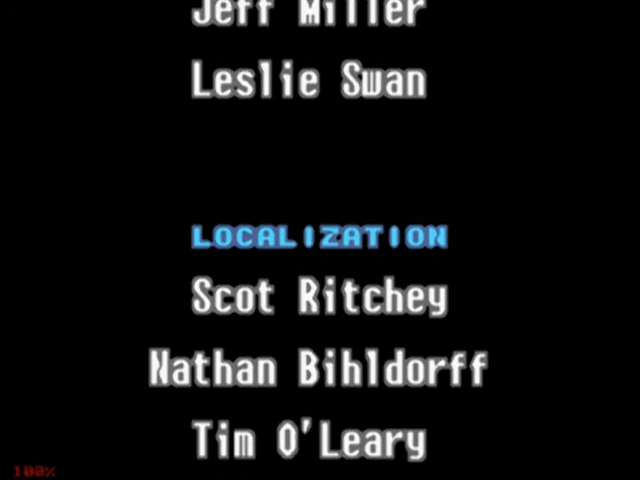 Jeff Miller
Leslie Swan
LOCALIZATION
Scot Ritchey
Nathan Bihldorff
Tim O'Leary
100%